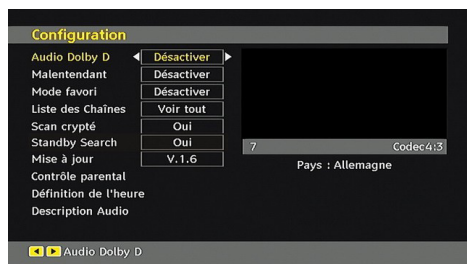 Configuration
Audio Dolby D Désactiver
Malentendant Désactiver
Mode favori Désactiver
Liste des Chaînes Voir tout
Scan crypté Oui
Standby Search Oui
Mise à jour V.1.6
Contrôle parental
Définition de l'heure
Description Audio
7 Codec4:3
Pays : Allemagne
Audio Dolby D